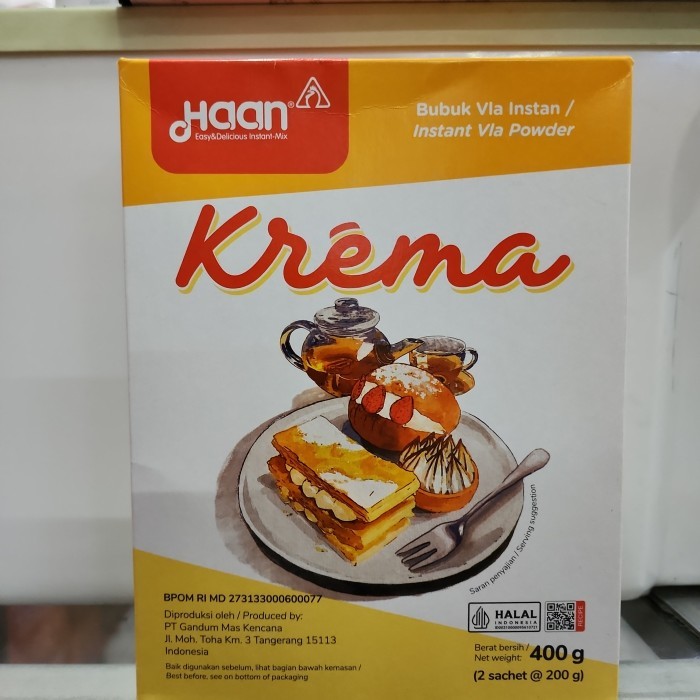 Haan®
Easy&Delicious Instant-Mix
Bubuk Vla Instan /
Instant Vla Powder
Kréma
Saran penyajian / Serving suggestion
BPOM RI MD 273133000600077
Diproduksi oleh / Produced by:
PT Gandum Mas Kencana
Jl. Moh. Toha Km. 3 Tangerang 15113
Indonesia
Baik digunakan sebelum, lihat bagian bawah kemasan /
Best before, see on bottom of packaging
HALAL
INDONESIA
RECIPE
Berat bersih /
Net weight: 400 g
(2 sachet @ 200 g)